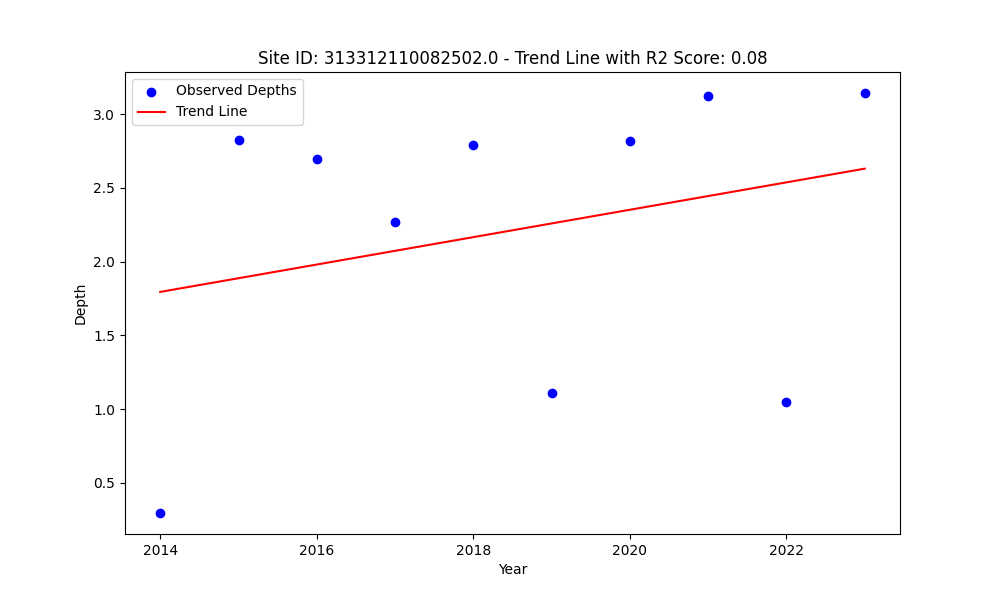 Site ID: 313312110082502.0 - Trend Line with R2 Score: 0.08
Observed Depths
Trend Line
3.0
2.5
2.0
1.5
1.0
0.5
Depth
2014 2016 2018 2020 2022
Year